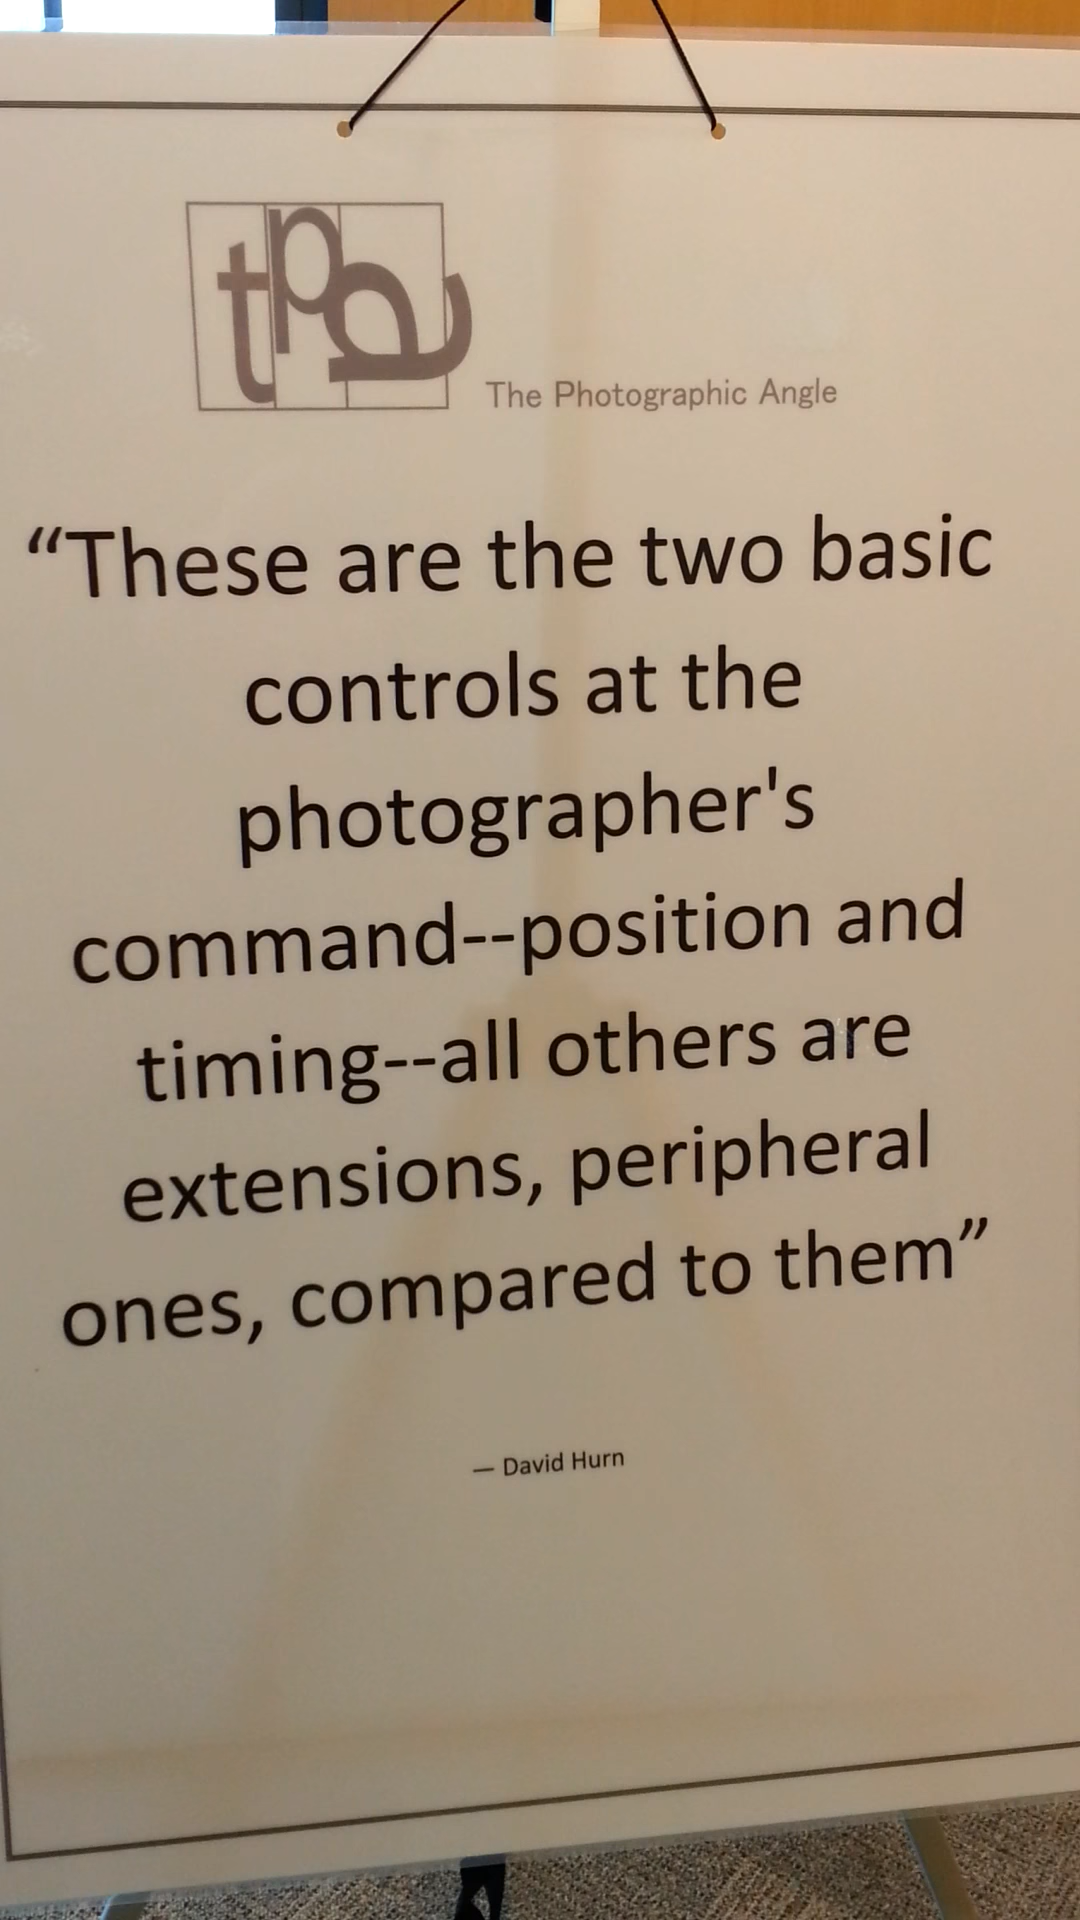 tpa
The Photographic Angle
“These are the two basic
controls at the
photographer's
command--position and
timing--all others are
extensions, peripheral
ones, compared to them”
— David Hurn